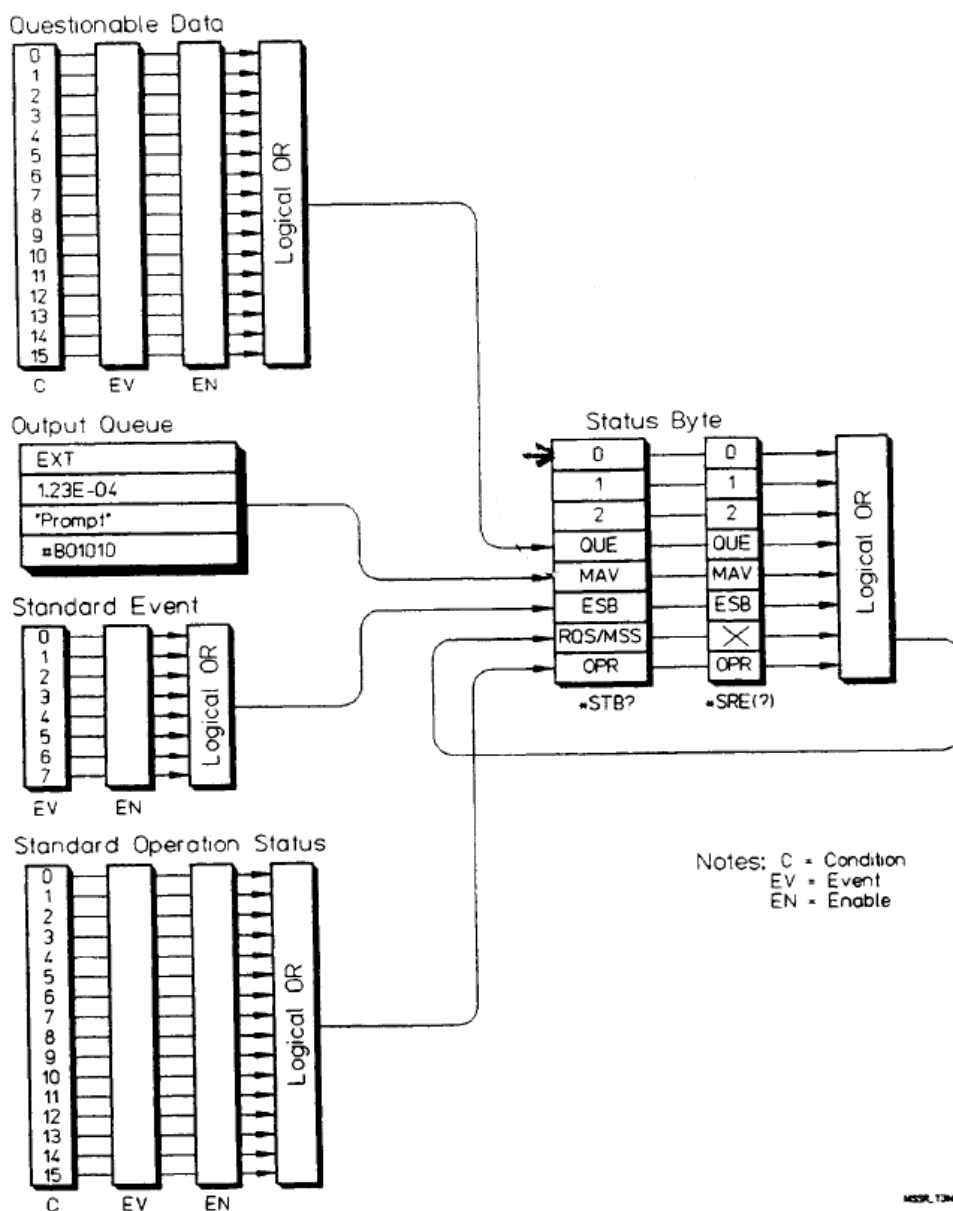 Questionable Data
0
1
2
3
4
5
6
7
8
9
10
11
12
13
14
15
Logical OR
C EV EN
Output Queue
EXT
1.23E-04
"Prompt"
#B01010
Standard Event
0
1
2
3
4
5
6
7
Logical OR
EV EN
Status Byte
0 0
1 1
2 2
QUE QUE
MAV MAV
ESB ESB
RQS/MSS
OPR OPR
Logical OR
*STB? *SRE(?)
Standard Operation Status
0
1
2
3
4
5
6
7
8
9
10
11
12
13
14
15
Logical OR
C EV EN
Notes: C = Condition
EV = Event
EN = Enable